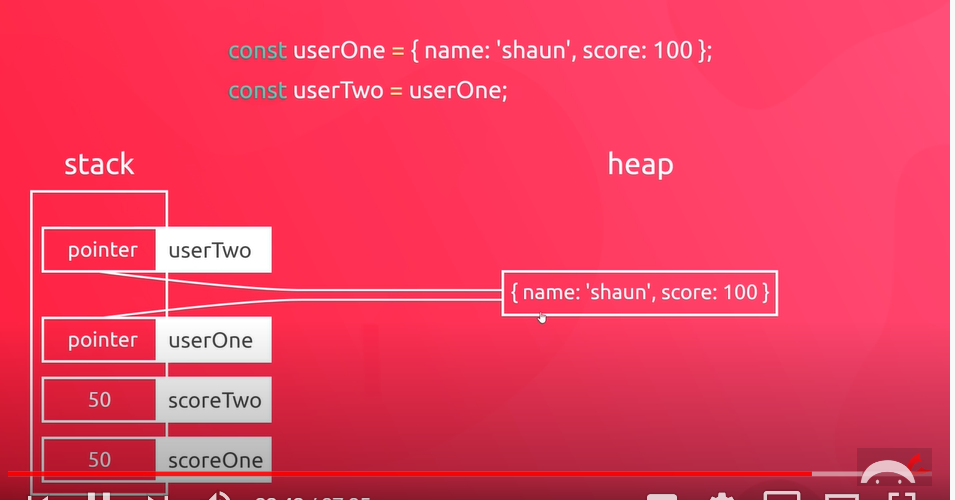 const userOne = { name: 'shaun', score: 100 };
const userTwo = userOne;
stack
heap
pointer userTwo
{ name: 'shaun', score: 100 }
pointer userOne
50 scoreTwo
50 scoreOne